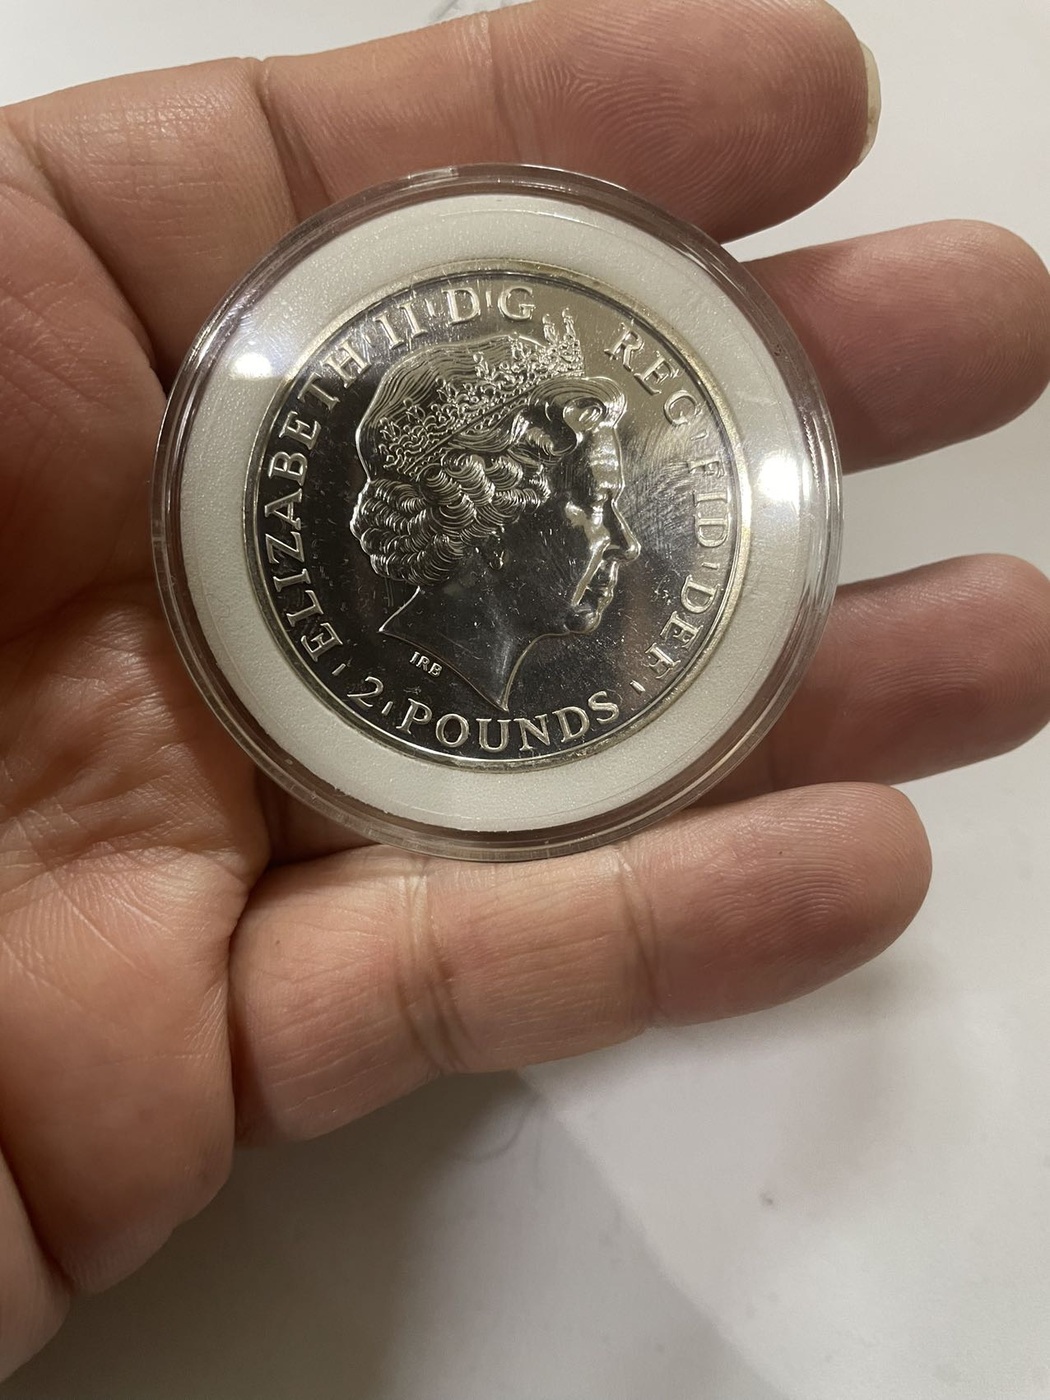 ELIZABETH·II·D·G REG·FID·DEF·
2·POUNDS·
IRB